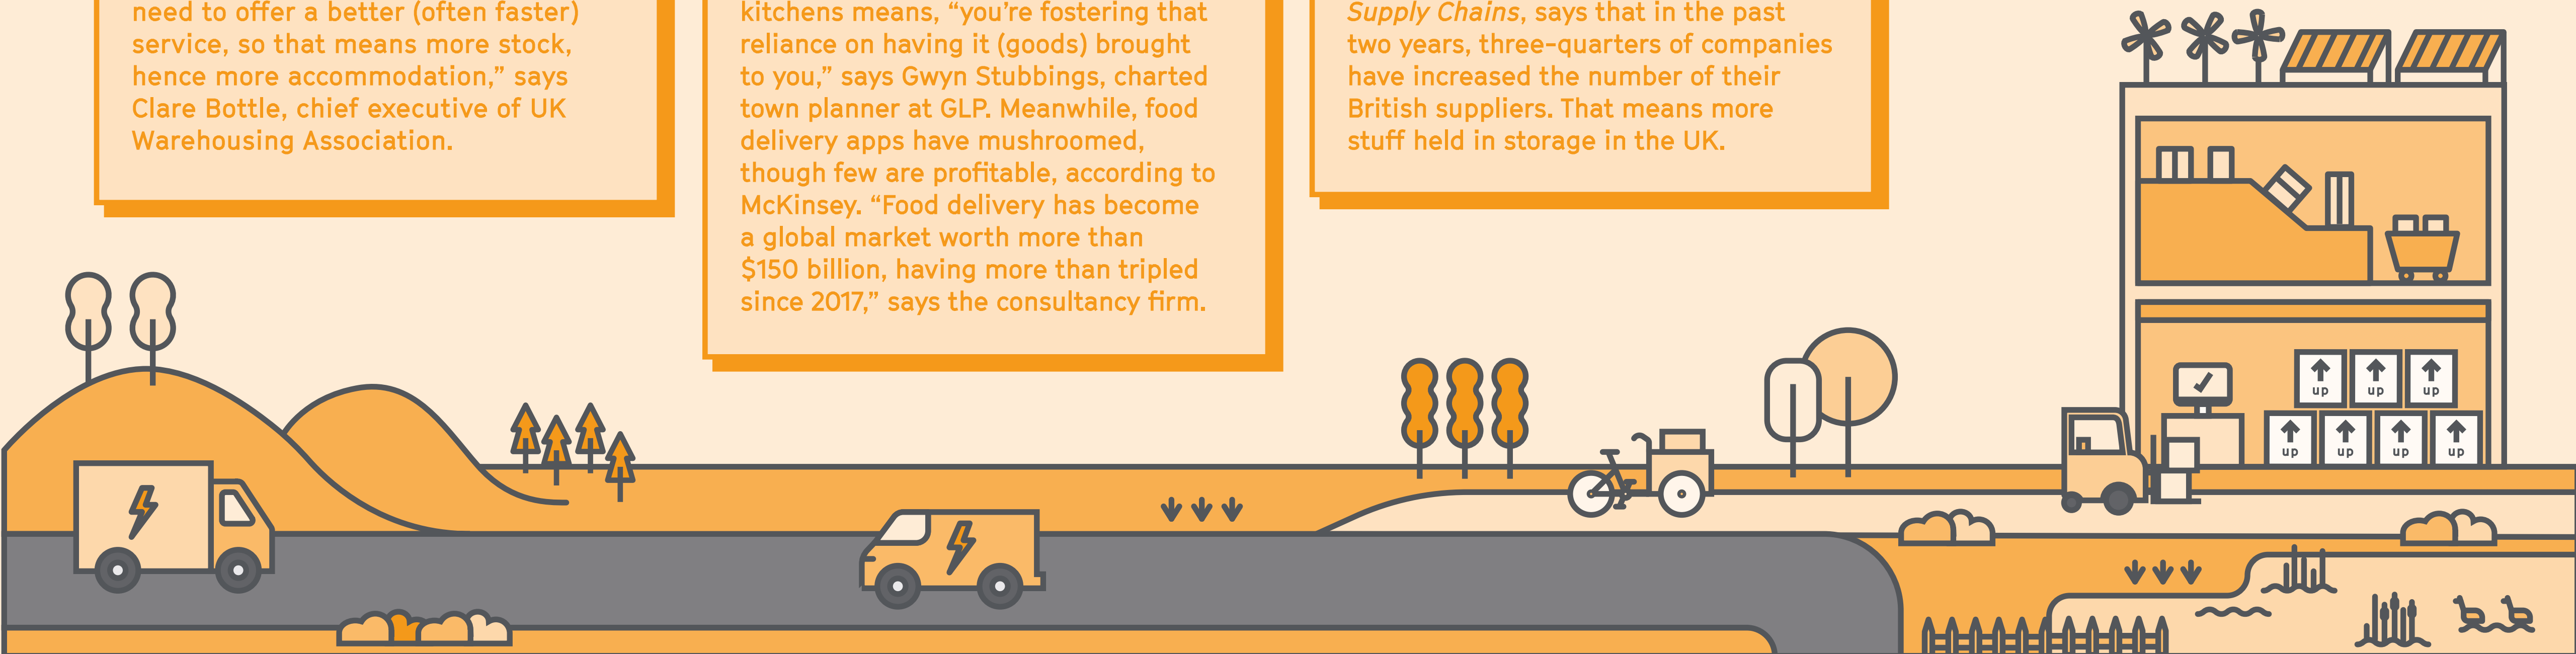 need to offer a better (often faster)
service, so that means more stock,
hence more accommodation,” says
Clare Bottle, chief executive of UK
Warehousing Association.
kitchens means, “you’re fostering that
reliance on having it (goods) brought
to you,” says Gwyn Stubbings, charted
town planner at GLP. Meanwhile, food
delivery apps have mushroomed,
though few are profitable, according to
McKinsey. “Food delivery has become
a global market worth more than
$150 billion, having more than tripled
since 2017,” says the consultancy firm.
Supply Chains, says that in the past
two years, three-quarters of companies
have increased the number of their
British suppliers. That means more
stuff held in storage in the UK.
up up up
up up up up